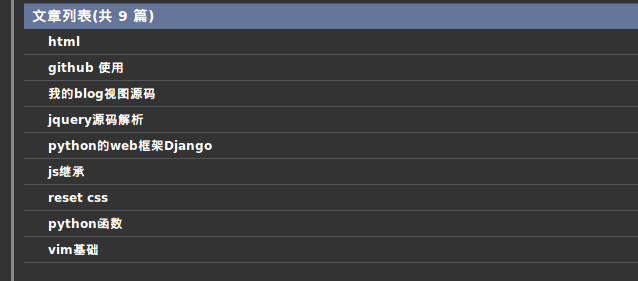 文章列表(共 9 篇)
html
github 使用
我的blog视图源码
jquery源码解析
python的web框架Django
js继承
reset css
python函数
vim基础